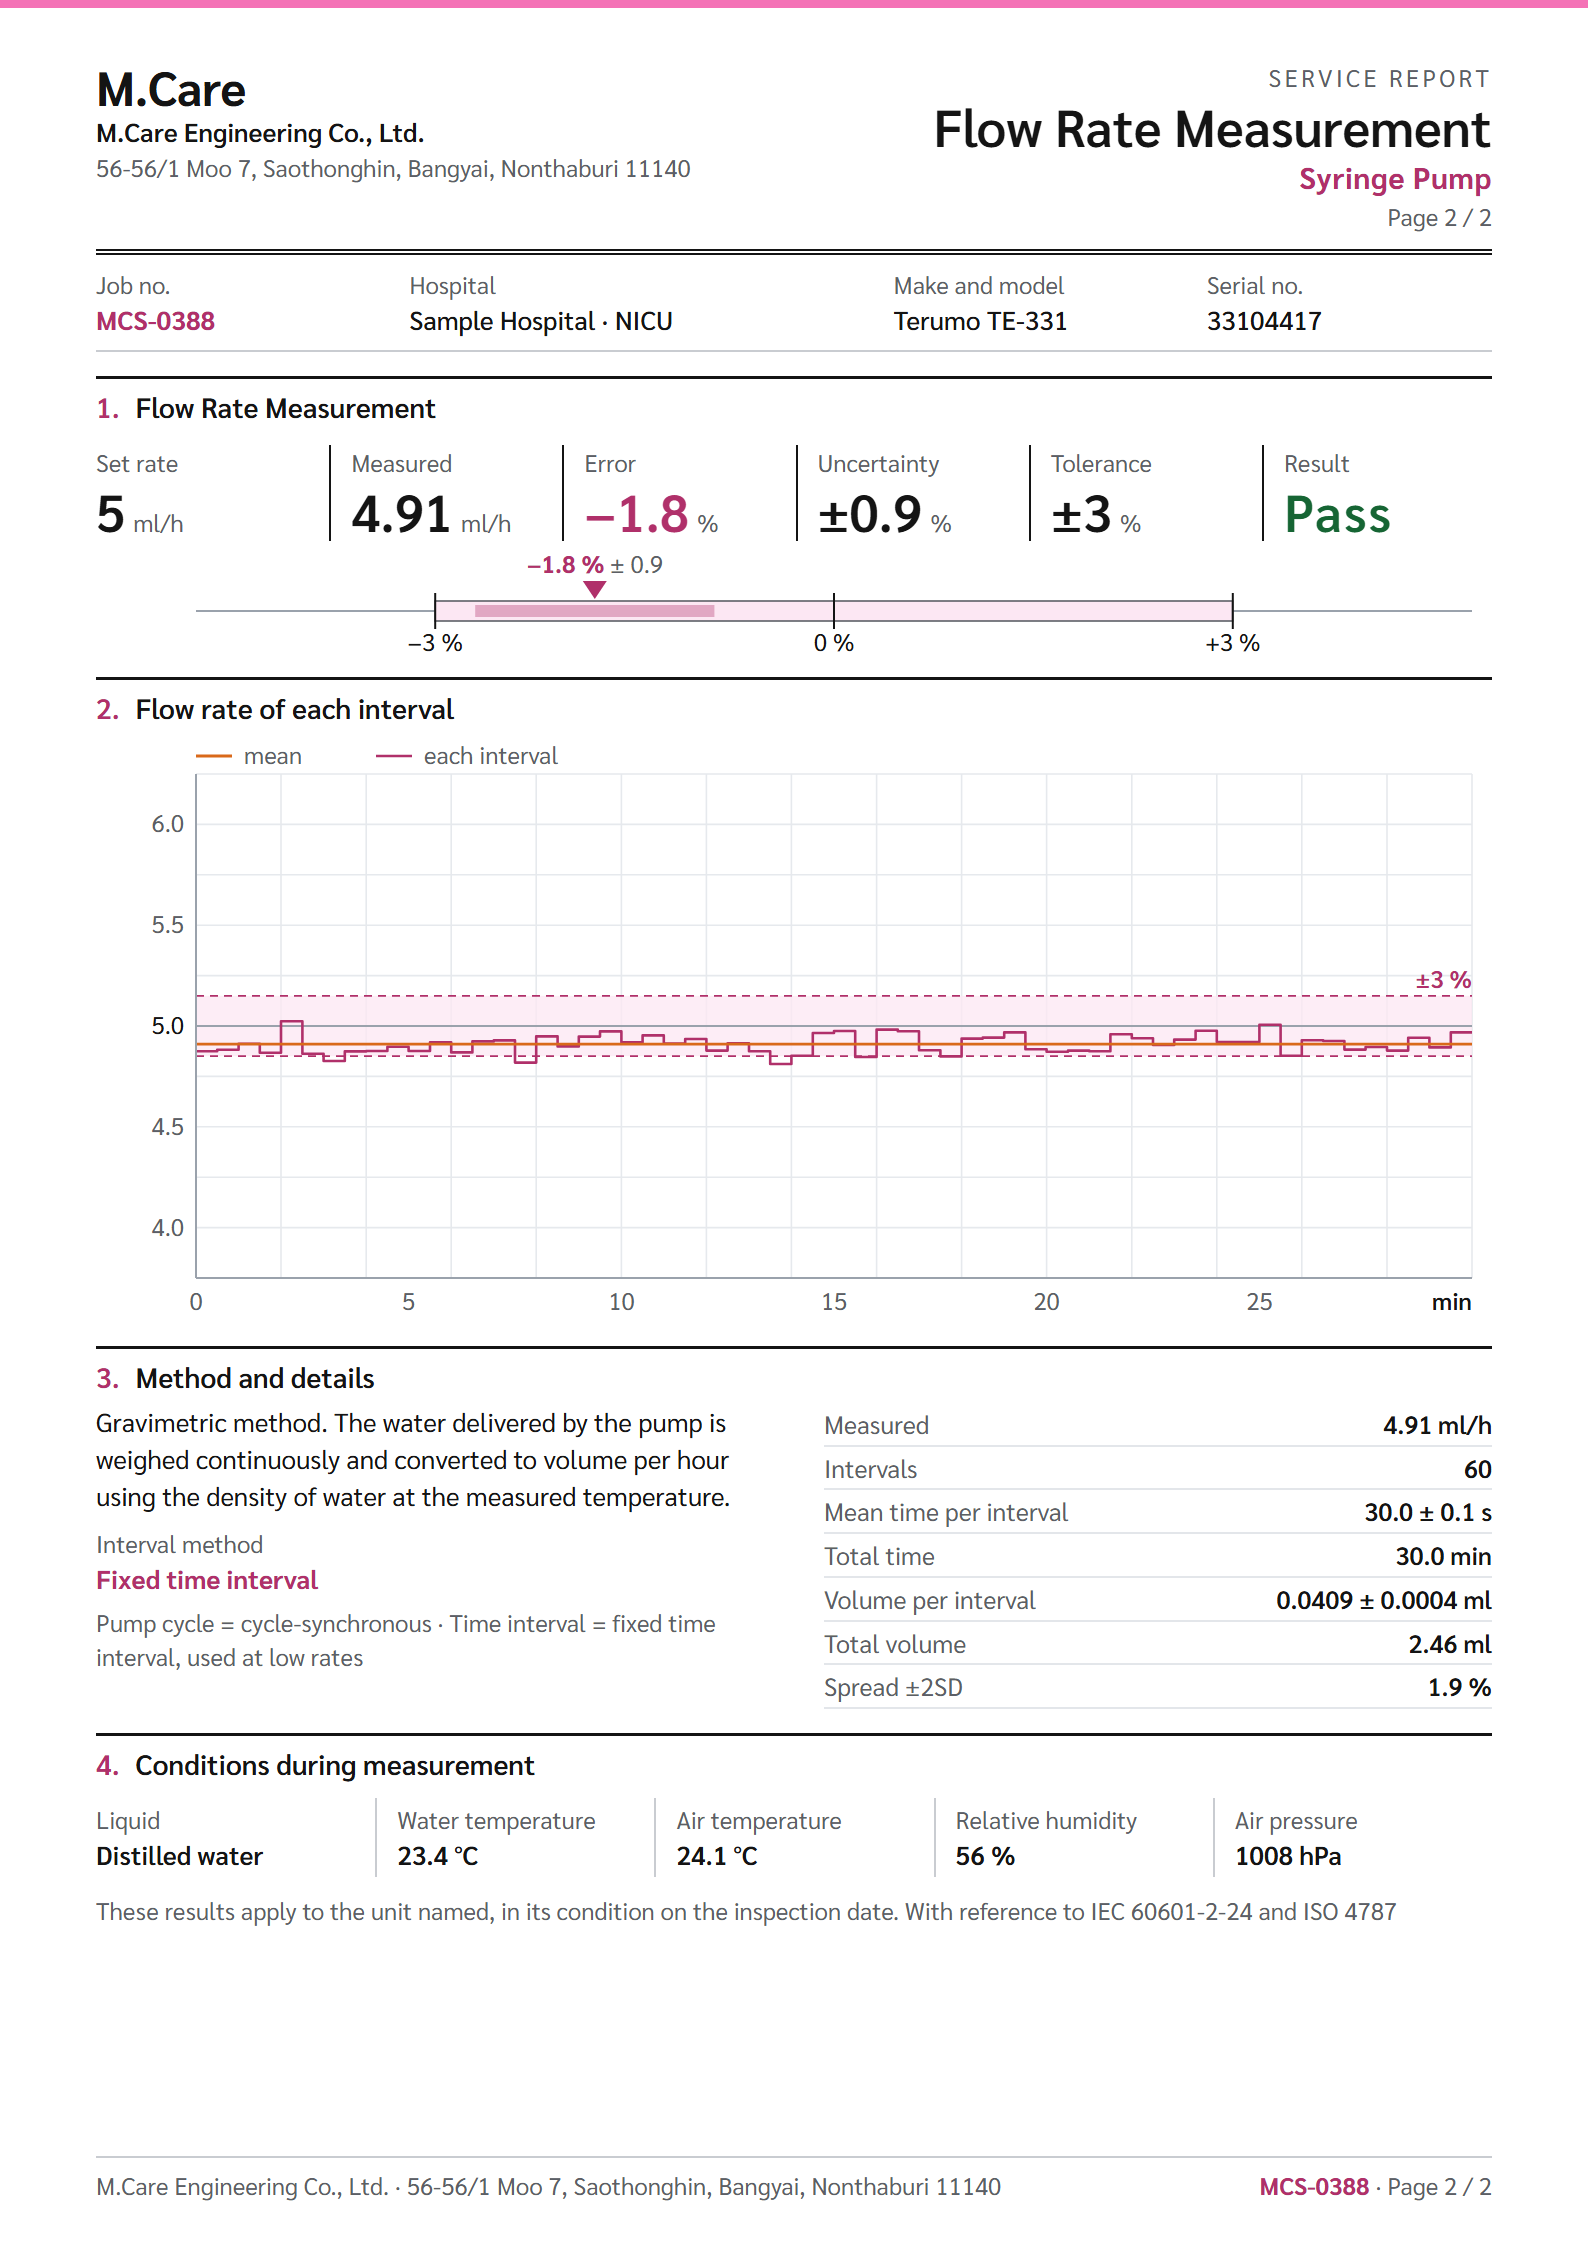 M.Care
M.Care Engineering Co., Ltd.
56-56/1 Moo 7, Saothonghin, Bangyai, Nonthaburi 11140
SERVICE REPORT
Flow Rate Measurement
Syringe Pump
Page 2 / 2
Job no. Hospital Make and model Serial no.
MCS-0388 Sample Hospital · NICU Terumo TE-331 33104417
1. Flow Rate Measurement
Set rate Measured Error Uncertainty Tolerance Result
5 ml/h 4.91 ml/h −1.8 % ±0.9 % ±3 % Pass
−1.8 % ± 0.9
−3 % 0 % +3 %
2. Flow rate of each interval
mean each interval
6.0
5.5
±3 %
5.0
4.5
4.0
0 5 10 15 20 25 min
3. Method and details
Gravimetric method. The water delivered by the pump is
weighed continuously and converted to volume per hour
using the density of water at the measured temperature.
Interval method
Fixed time interval
Pump cycle = cycle-synchronous · Time interval = fixed time
interval, used at low rates
Measured 4.91 ml/h
Intervals 60
Mean time per interval 30.0 ± 0.1 s
Total time 30.0 min
Volume per interval 0.0409 ± 0.0004 ml
Total volume 2.46 ml
Spread ±2SD 1.9 %
4. Conditions during measurement
Liquid Water temperature Air temperature Relative humidity Air pressure
Distilled water 23.4 °C 24.1 °C 56 % 1008 hPa
These results apply to the unit named, in its condition on the inspection date. With reference to IEC 60601-2-24 and ISO 4787
M.Care Engineering Co., Ltd. · 56-56/1 Moo 7, Saothonghin, Bangyai, Nonthaburi 11140 MCS-0388 · Page 2 / 2